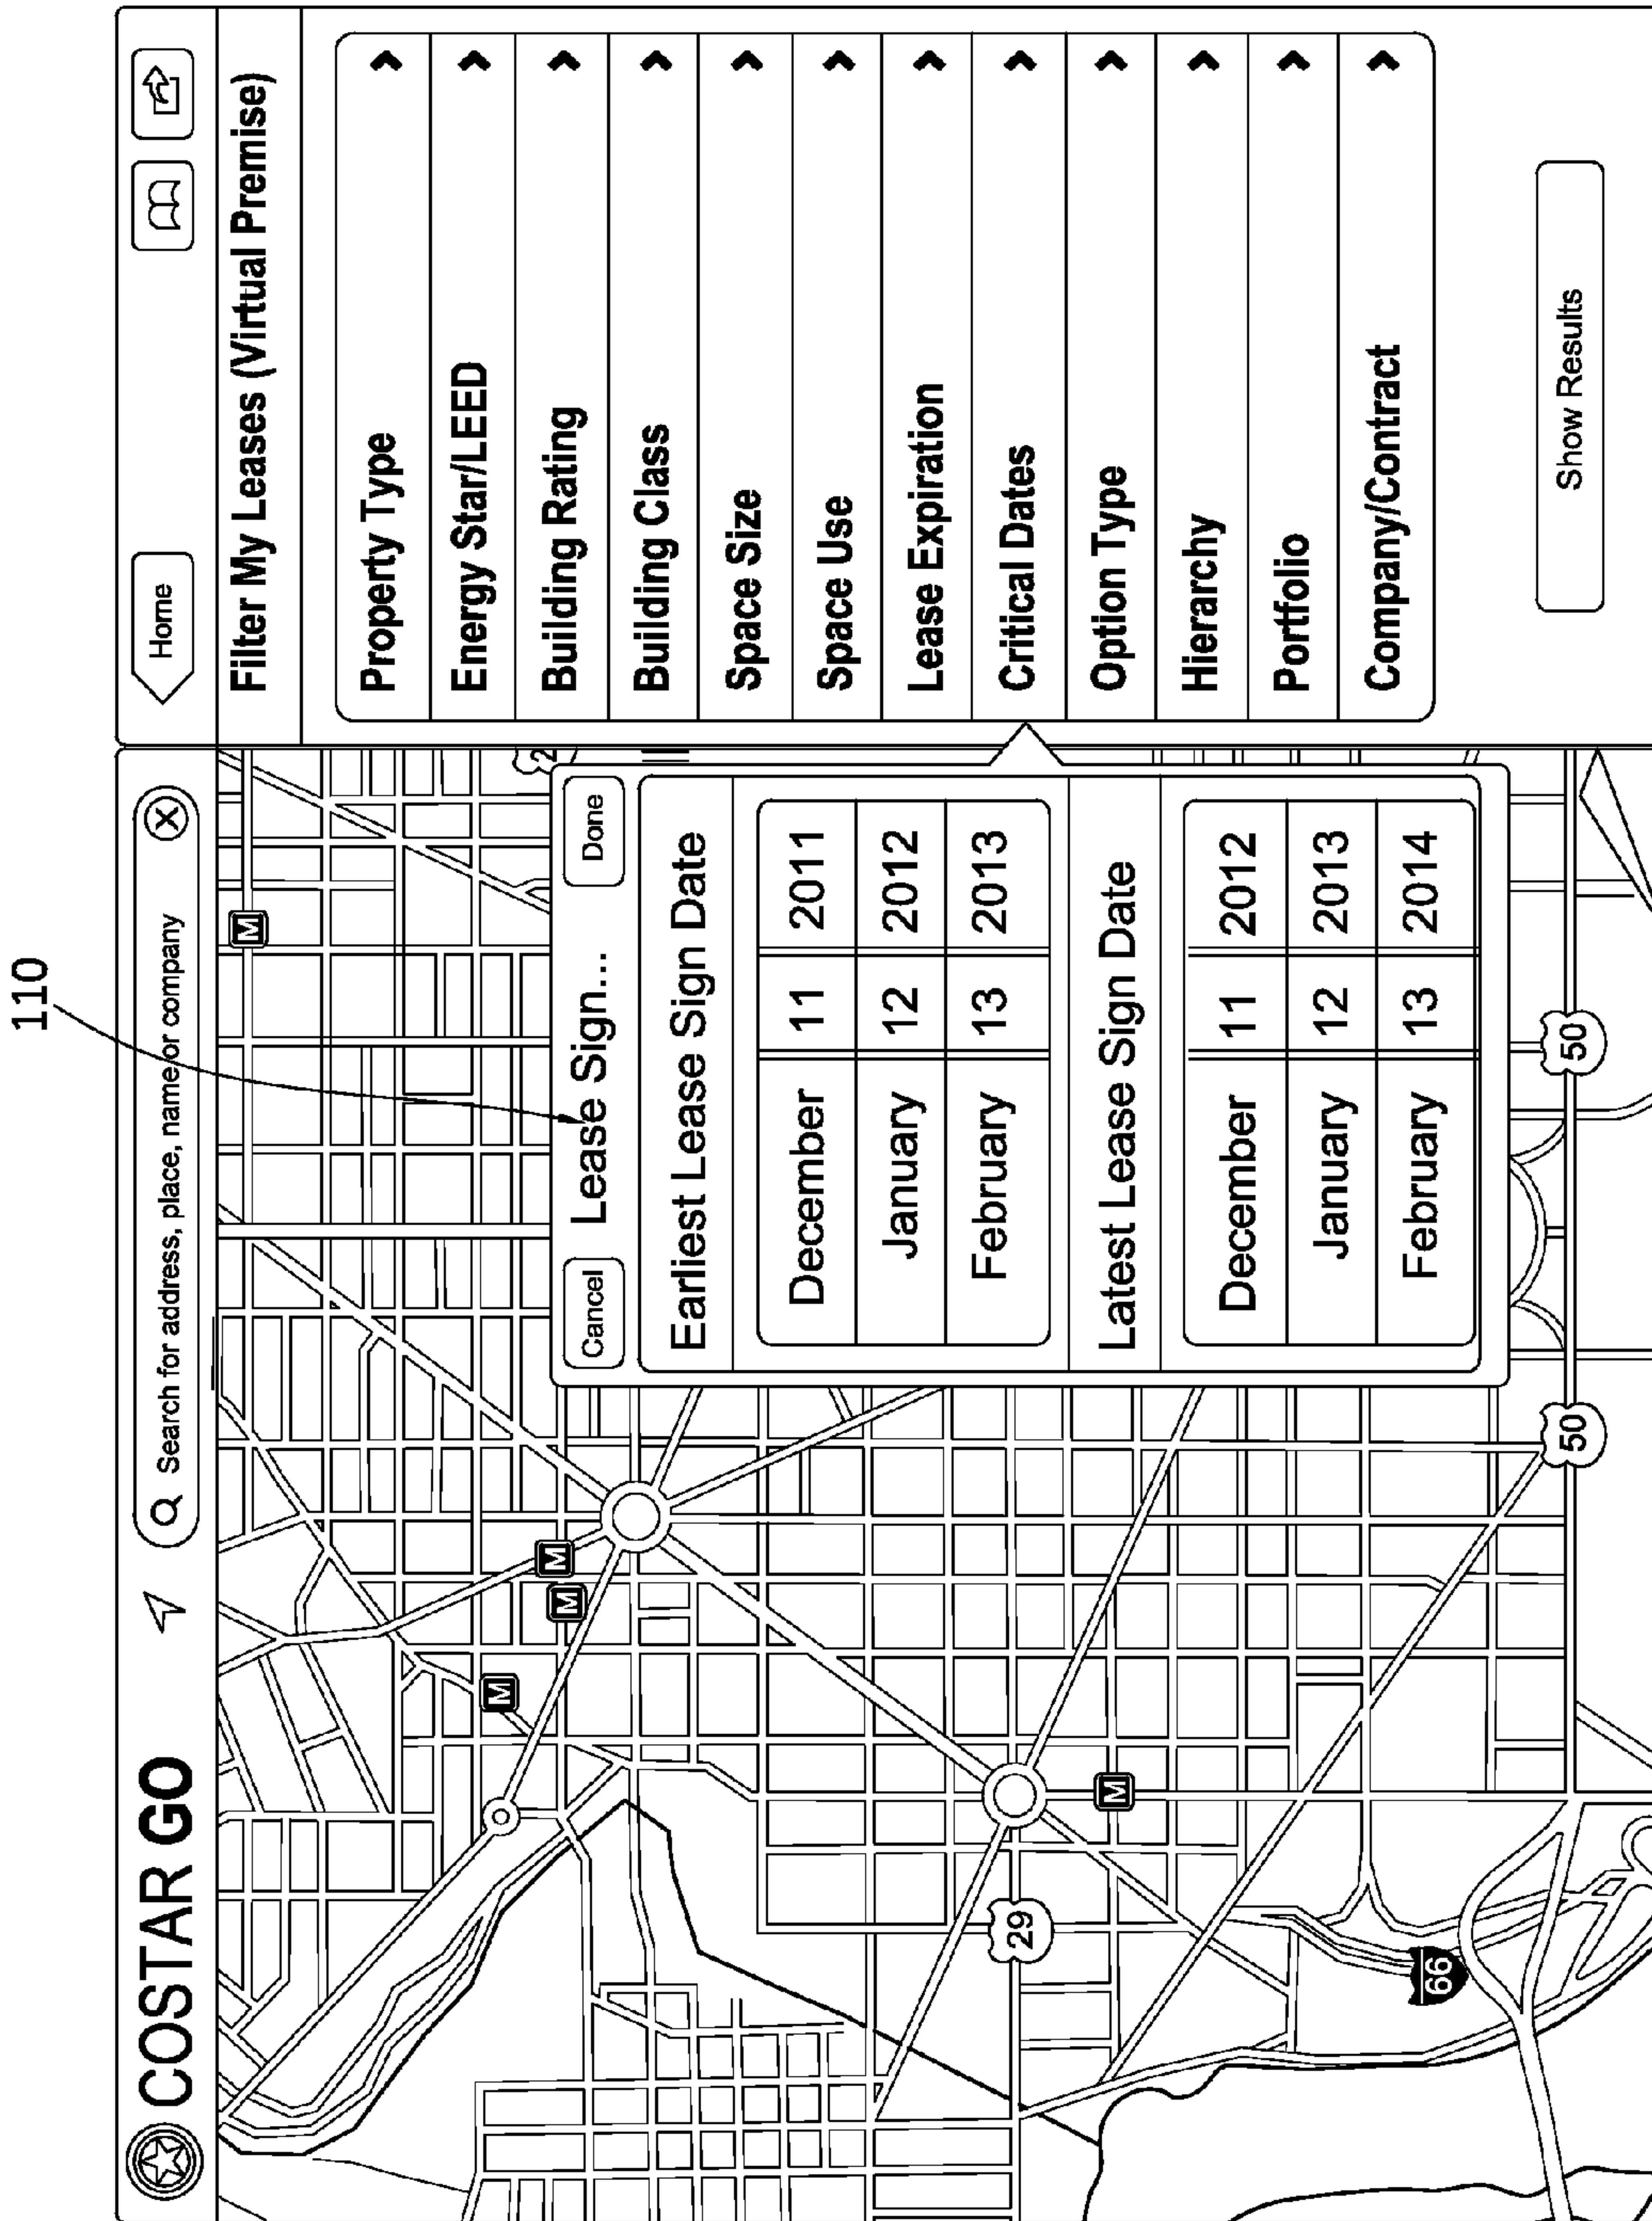 110
COSTAR GO
Search for address, place, name or company
Home
Filter My Leases (Virtual Premise)
Property Type
Energy Star/LEED
Building Rating
Building Class
Space Size
Space Use
Lease Expiration
Critical Dates
Option Type
Hierarchy
Portfolio
Company/Contract
Show Results
Cancel Lease Sign... Done
Earliest Lease Sign Date
December 11 2011
January 12 2012
February 13 2013
Latest Lease Sign Date
December 11 2012
January 12 2013
February 13 2014
M
M
M
M
M
2
29
66
50
50